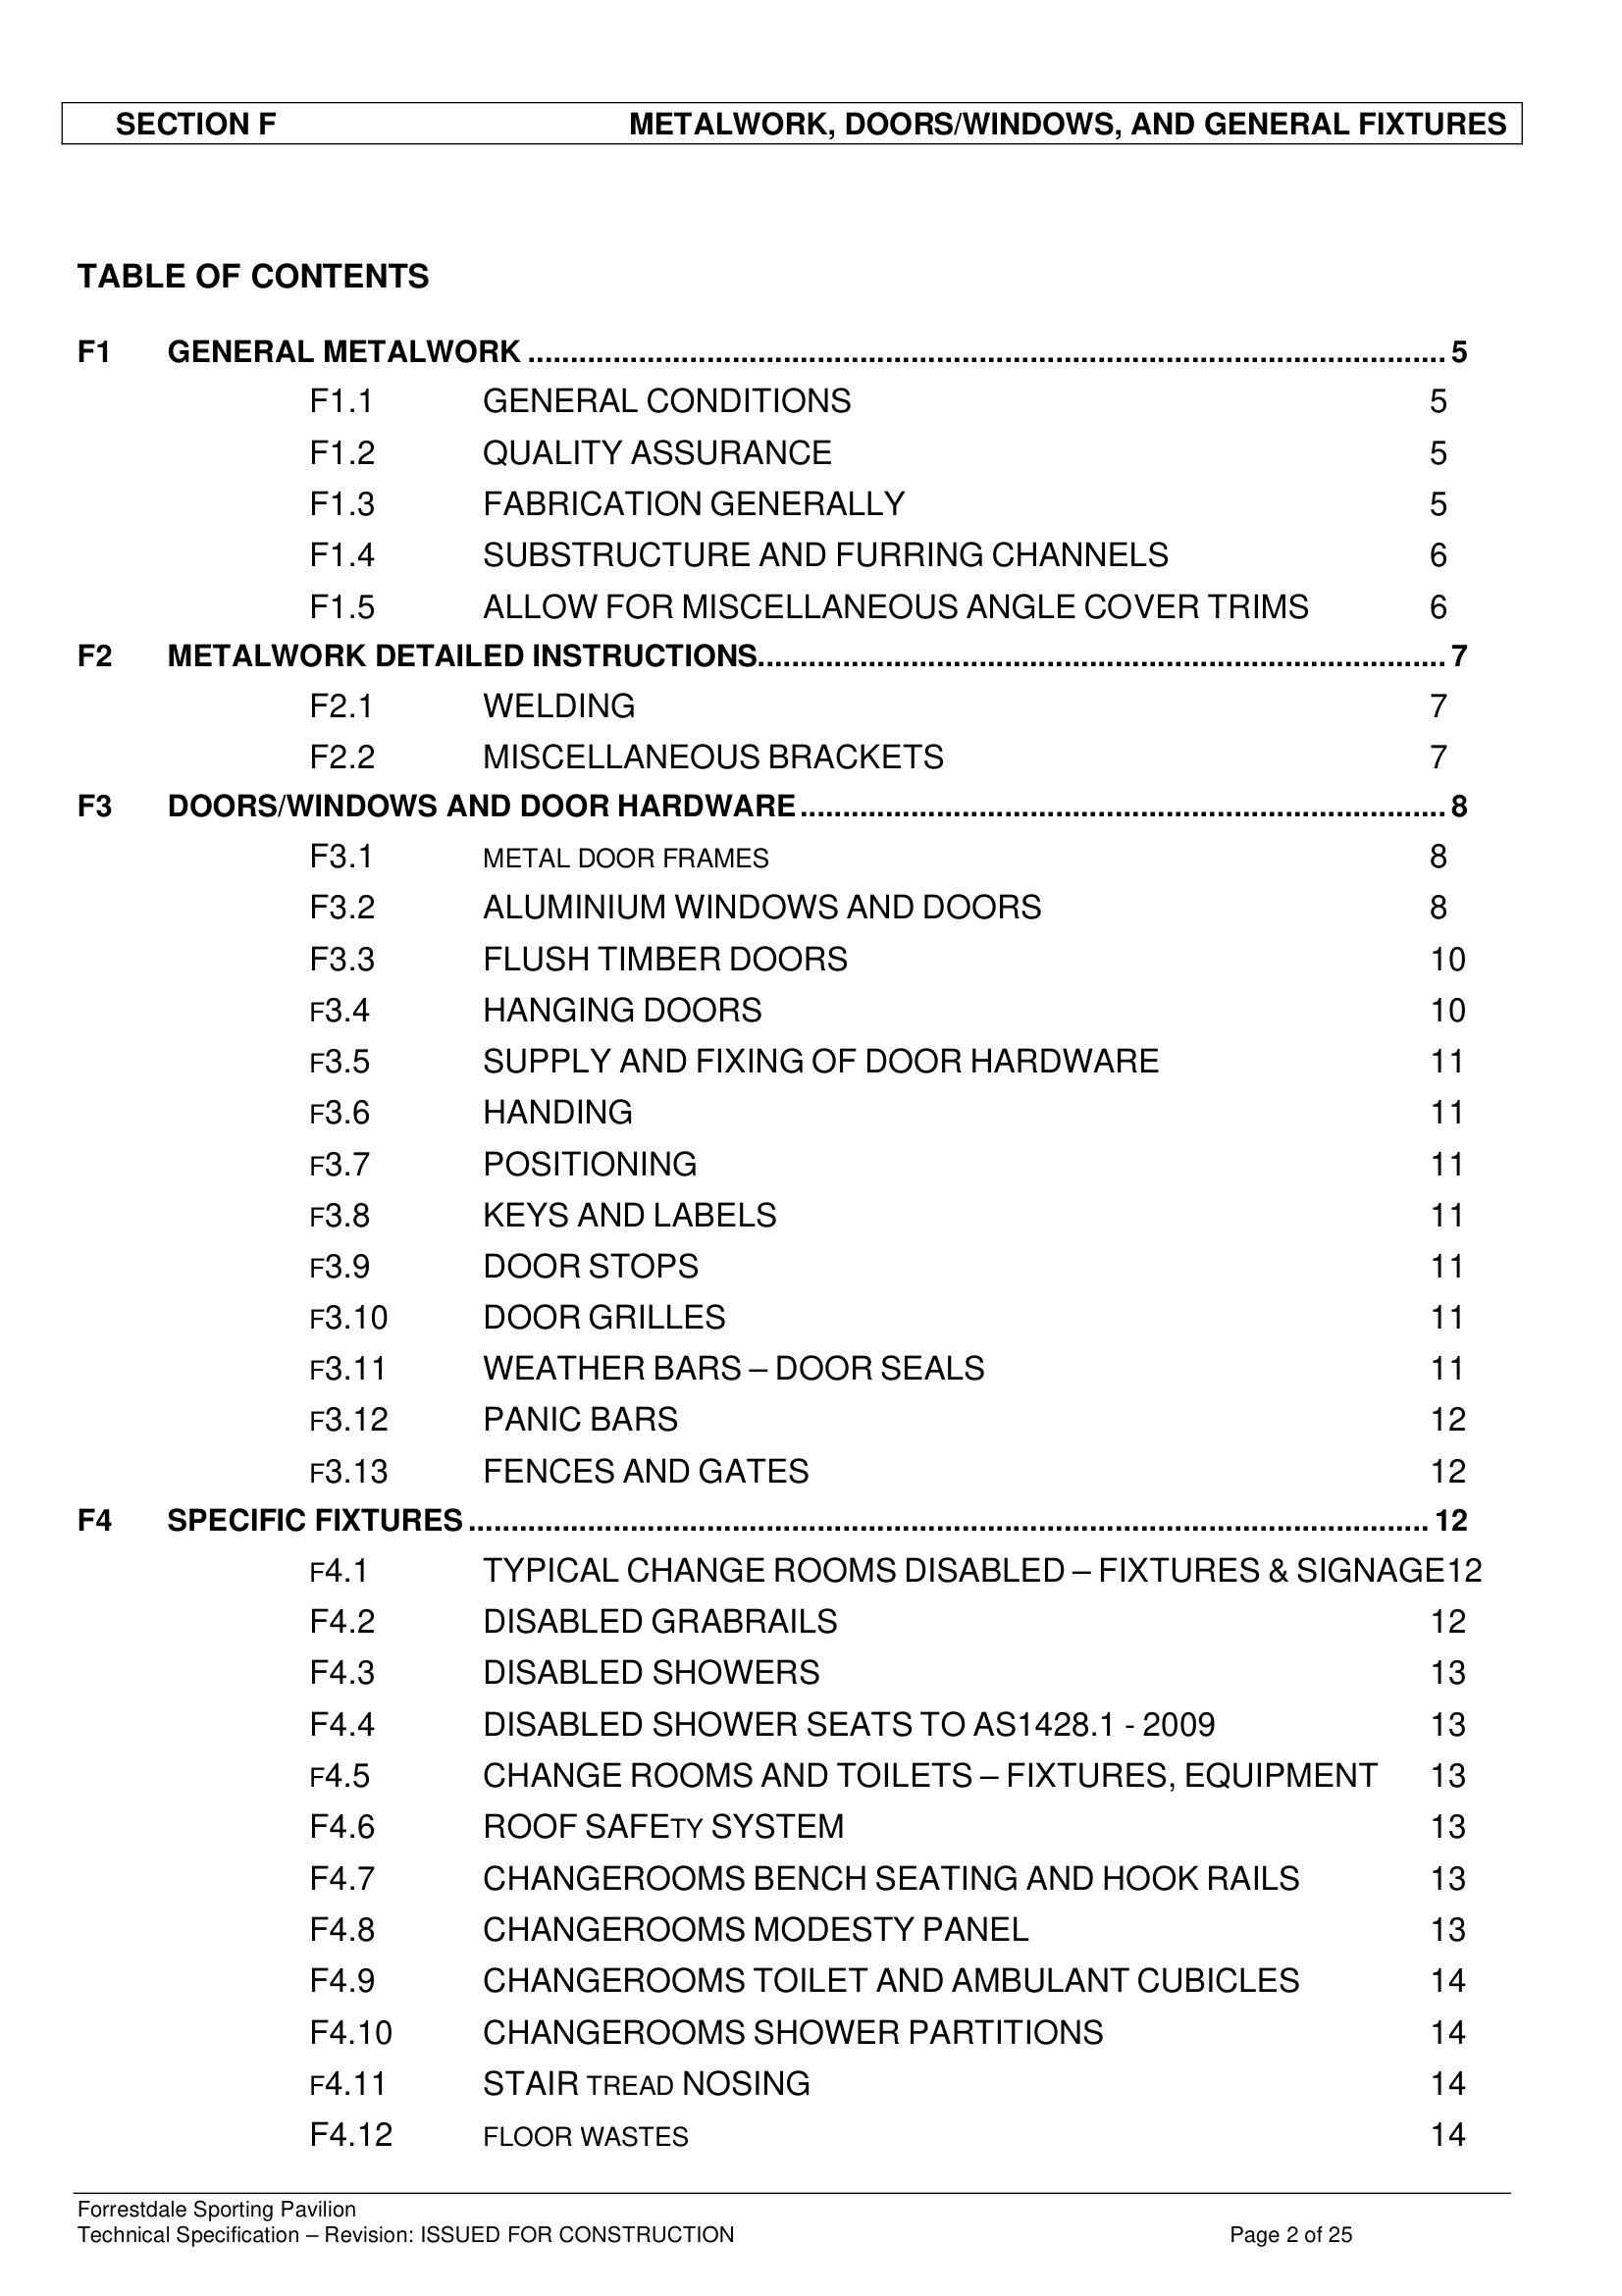 SECTION F METALWORK, DOORS/WINDOWS, AND GENERAL FIXTURES
TABLE OF CONTENTS
F1 GENERAL METALWORK ........................................................................................................... 5
F1.1 GENERAL CONDITIONS 5
F1.2 QUALITY ASSURANCE 5
F1.3 FABRICATION GENERALLY 5
F1.4 SUBSTRUCTURE AND FURRING CHANNELS 6
F1.5 ALLOW FOR MISCELLANEOUS ANGLE COVER TRIMS 6
F2 METALWORK DETAILED INSTRUCTIONS................................................................................ 7
F2.1 WELDING 7
F2.2 MISCELLANEOUS BRACKETS 7
F3 DOORS/WINDOWS AND DOOR HARDWARE ........................................................................... 8
F3.1 METAL DOOR FRAMES 8
F3.2 ALUMINIUM WINDOWS AND DOORS 8
F3.3 FLUSH TIMBER DOORS 10
F3.4 HANGING DOORS 10
F3.5 SUPPLY AND FIXING OF DOOR HARDWARE 11
F3.6 HANDING 11
F3.7 POSITIONING 11
F3.8 KEYS AND LABELS 11
F3.9 DOOR STOPS 11
F3.10 DOOR GRILLES 11
F3.11 WEATHER BARS – DOOR SEALS 11
F3.12 PANIC BARS 12
F3.13 FENCES AND GATES 12
F4 SPECIFIC FIXTURES ................................................................................................................ 12
F4.1 TYPICAL CHANGE ROOMS DISABLED – FIXTURES & SIGNAGE12
F4.2 DISABLED GRABRAILS 12
F4.3 DISABLED SHOWERS 13
F4.4 DISABLED SHOWER SEATS TO AS1428.1 - 2009 13
F4.5 CHANGE ROOMS AND TOILETS – FIXTURES, EQUIPMENT 13
F4.6 ROOF SAFETY SYSTEM 13
F4.7 CHANGEROOMS BENCH SEATING AND HOOK RAILS 13
F4.8 CHANGEROOMS MODESTY PANEL 13
F4.9 CHANGEROOMS TOILET AND AMBULANT CUBICLES 14
F4.10 CHANGEROOMS SHOWER PARTITIONS 14
F4.11 STAIR TREAD NOSING 14
F4.12 FLOOR WASTES 14
Forrestdale Sporting Pavilion
Technical Specification – Revision: ISSUED FOR CONSTRUCTION Page 2 of 25